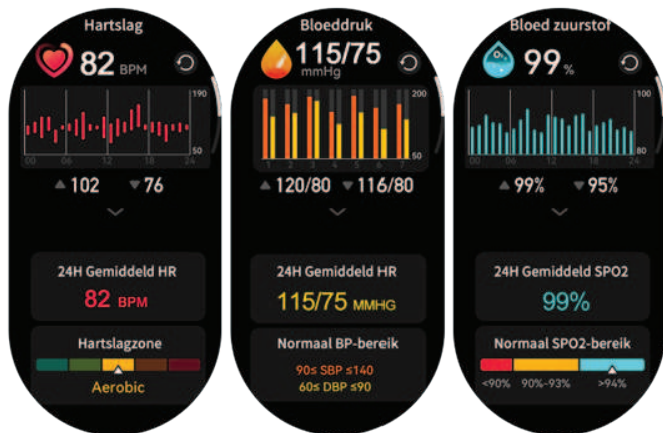 Hartslag
82 BPM
190
50
00 06 12 18 24
102 76
24H Gemiddeld HR
82 BPM
Hartslagzone
Aerobic
Bloeddruk
115/75
mmHg
200
50
1 2 3 4 5 6 7
120/80 116/80
24H Gemiddeld HR
115/75 MMHG
Normaal BP-bereik
90≤ SBP ≤140
60≤ DBP ≤90
Bloed zuurstof
99%
100
80
00 06 12 18 24
99% 95%
24H Gemiddeld SPO2
99%
Normaal SPO2-bereik
<90% 90%-93% >94%